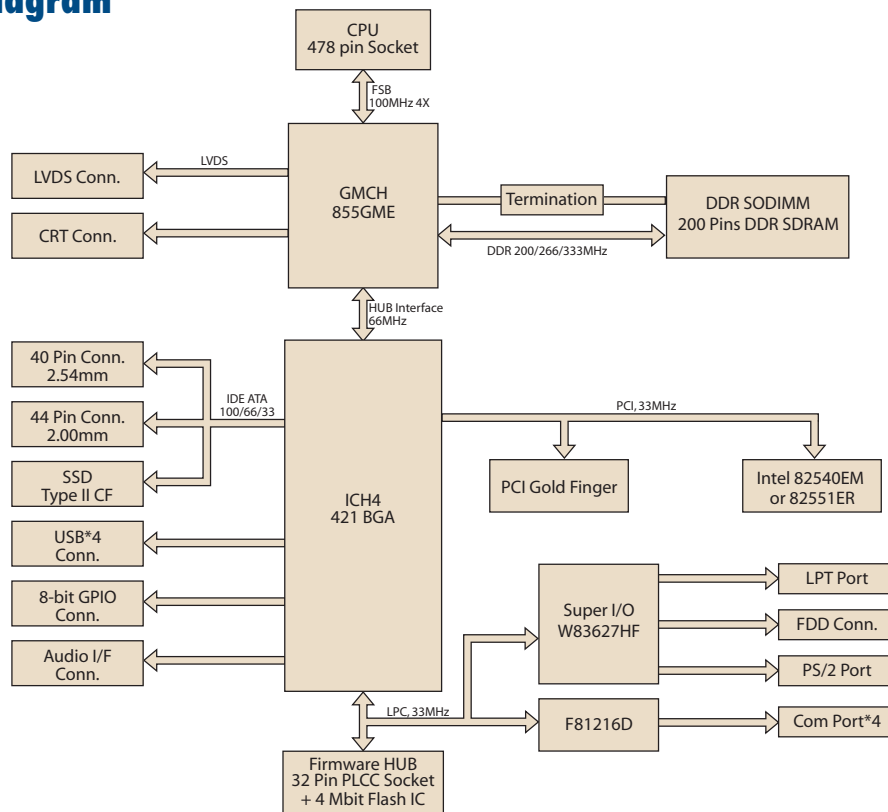 CPU
478 pin Socket
FSB
100MHz 4X
LVDS Conn.
LVDS
GMCH
855GME
Termination
DDR SODIMM
200 Pins DDR SDRAM
CRT Conn.
DDR 200/266/333MHz
HUB Interface
66MHz
40 Pin Conn.
2.54mm
IDE ATA
100/66/33
44 Pin Conn.
2.00mm
PCI, 33MHz
SSD
Type II CF
ICH4
421 BGA
PCI Gold Finger
Intel 82540EM
or 82551ER
USB*4
Conn.
8-bit GPIO
Conn.
Super I/O
W83627HF
LPT Port
FDD Conn.
Audio I/F
Conn.
PS/2 Port
LPC, 33MHz
F81216D
Com Port*4
Firmware HUB
32 Pin PLCC Socket
+ 4 Mbit Flash IC